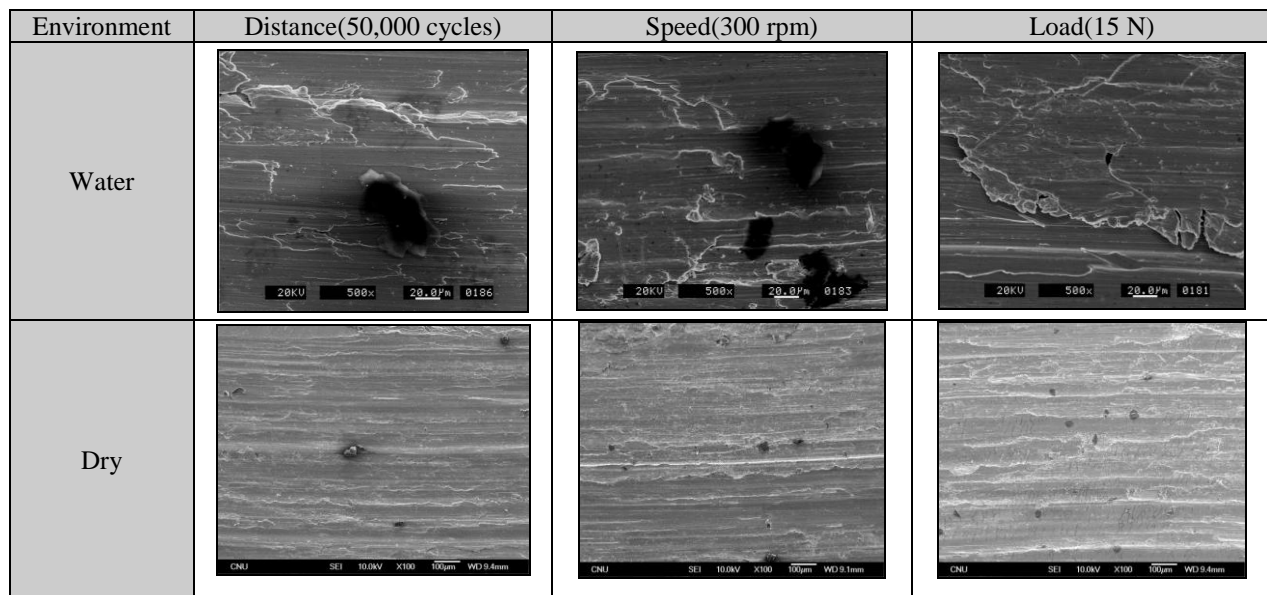 Environment Distance(50,000 cycles) Speed(300 rpm) Load(15 N)
Water
20KV 500x 20.0µm 0186
20KV 500x 20.0µm 0183
20KV 500x 20.0µm 0181
Dry
CNU SEI 10.0kV X100 100µm WD 9.4mm
CNU SEI 10.0kV X100 100µm WD 9.1mm
CNU SEI 10.0kV X100 100µm WD 9.4mm